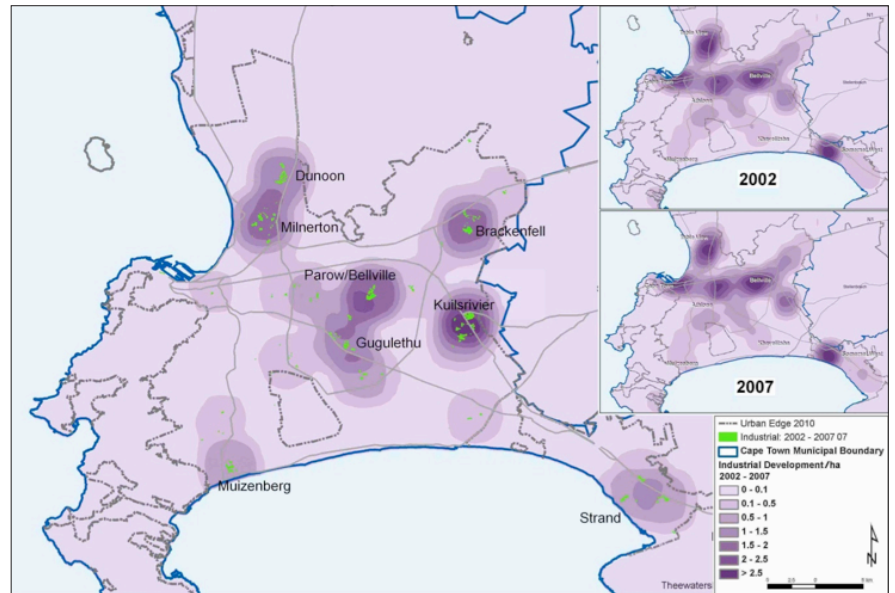 Dunoon
Milnerton
Brackenfell
Parow/Bellville
Kuilsrivier
Gugulethu
Muizenberg
Strand
Theewaters
Bellville
2002
Bellville
2007
Urban Edge 2010
Industrial: 2002 - 2007 07
Cape Town Municipal Boundary
Industrial Development /ha
2002 - 2007
0 - 0.1
0.1 - 0.5
0.5 - 1
1 - 1.5
1.5 - 2
2 - 2.5
> 2.5
N